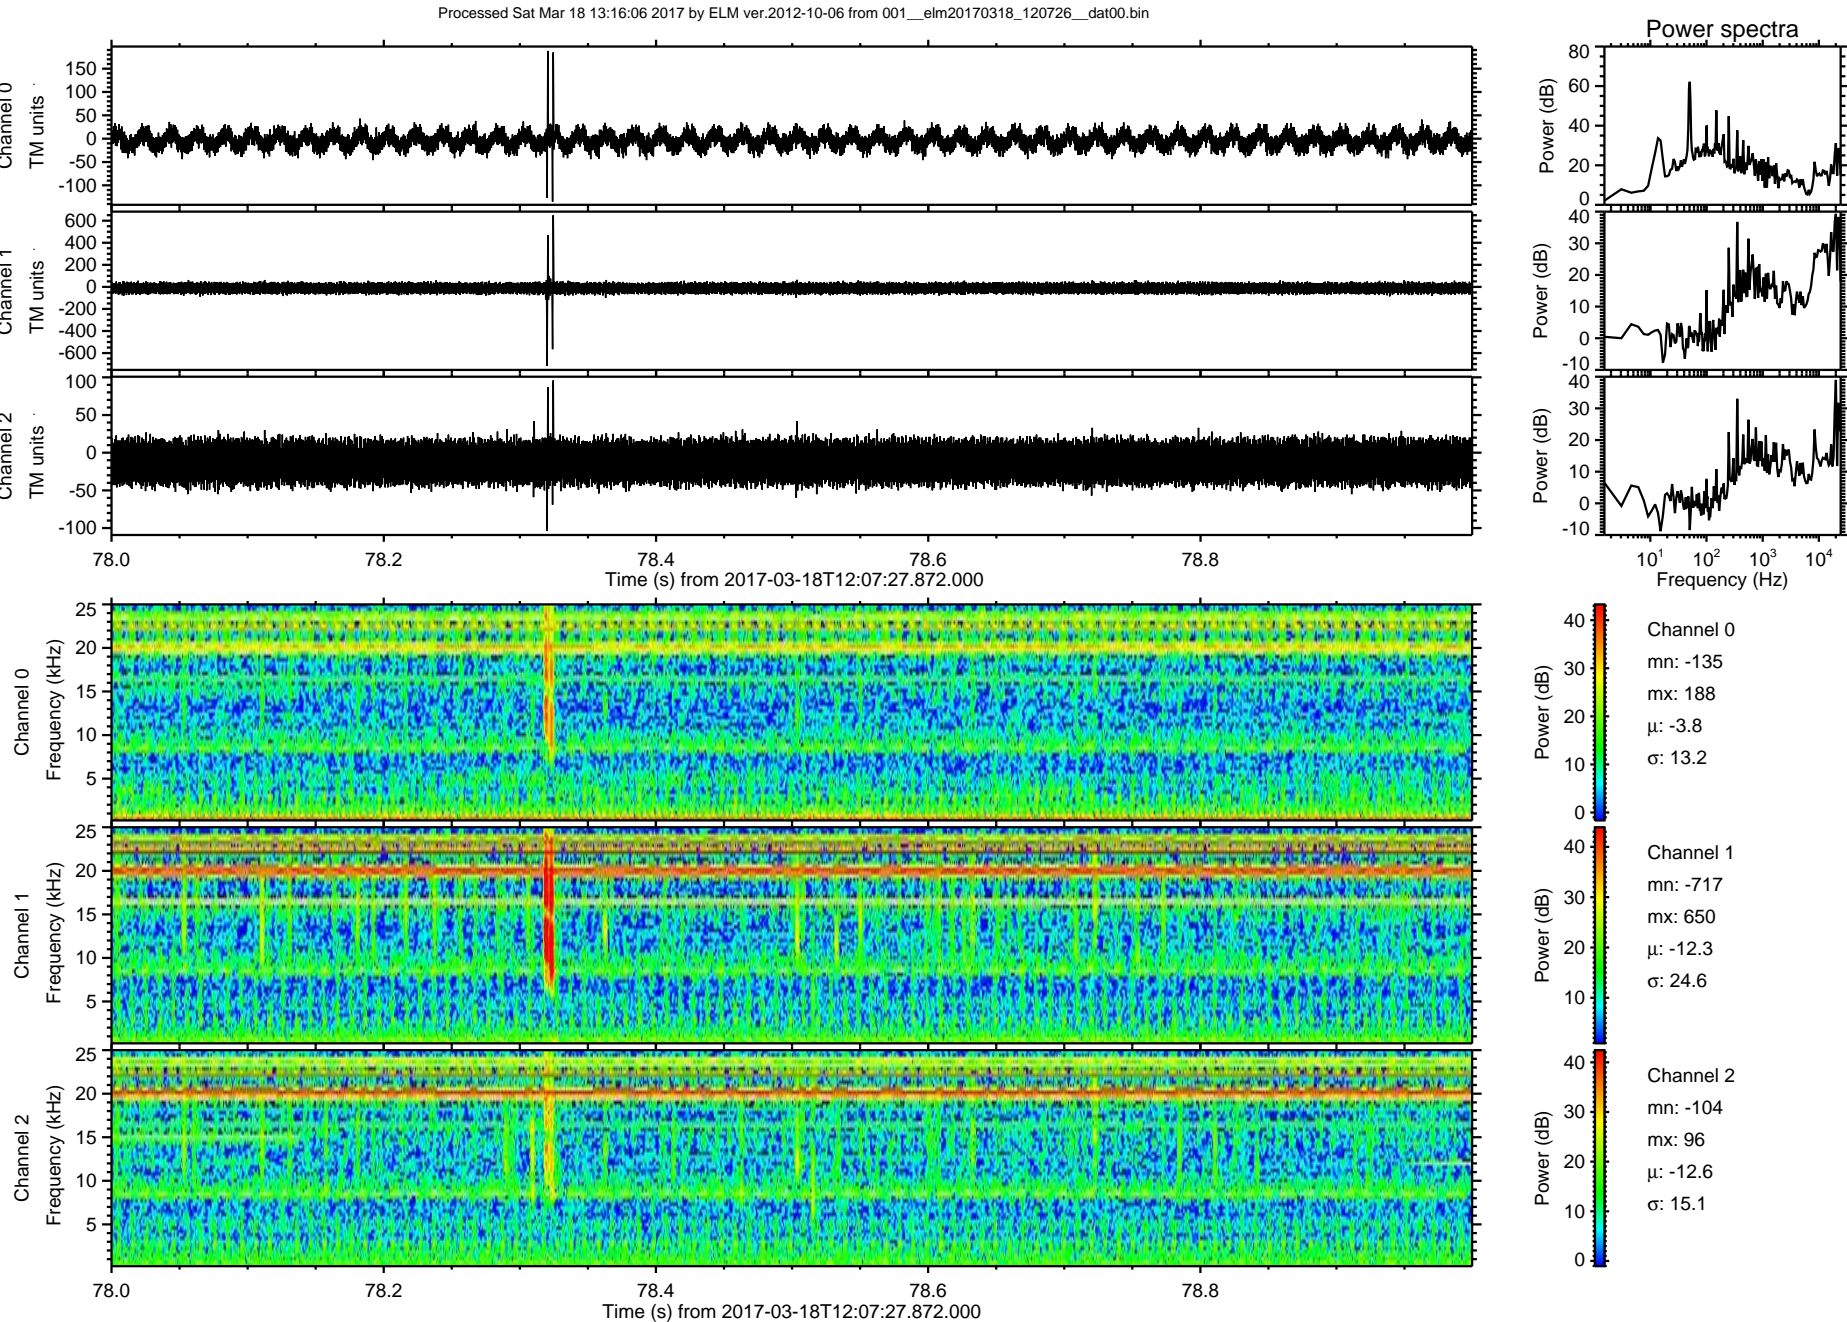 Processed Sat Mar 18 13:16:06 2017 by ELM ver.2012-10-06 from 001__elm20170318_120726__dat00.bin
Power spectra
Channel 0
TM units
150
100
50
0
-50
-100
Power (dB)
80
60
40
20
0
Channel 1
TM units
600
400
200
0
-200
-400
-600
Power (dB)
40
30
20
10
0
-10
Channel 2
TM units
100
50
0
-50
-100
Power (dB)
40
30
20
10
0
-10
78.0 78.2 78.4 78.6 78.8
Time (s) from 2017-03-18T12:07:27.872.000
10¹ 10² 10³ 10⁴
Frequency (Hz)
Channel 0
Frequency (kHz)
25
20
15
10
5
Power (dB)
40
30
20
10
0
Channel 0
mn: -135
mx: 188
μ: -3.8
σ: 13.2
Channel 1
Frequency (kHz)
25
20
15
10
5
Power (dB)
40
30
20
10
Channel 1
mn: -717
mx: 650
μ: -12.3
σ: 24.6
Channel 2
Frequency (kHz)
25
20
15
10
5
Power (dB)
40
30
20
10
0
Channel 2
mn: -104
mx: 96
μ: -12.6
σ: 15.1
78.0 78.2 78.4 78.6 78.8
Time (s) from 2017-03-18T12:07:27.872.000